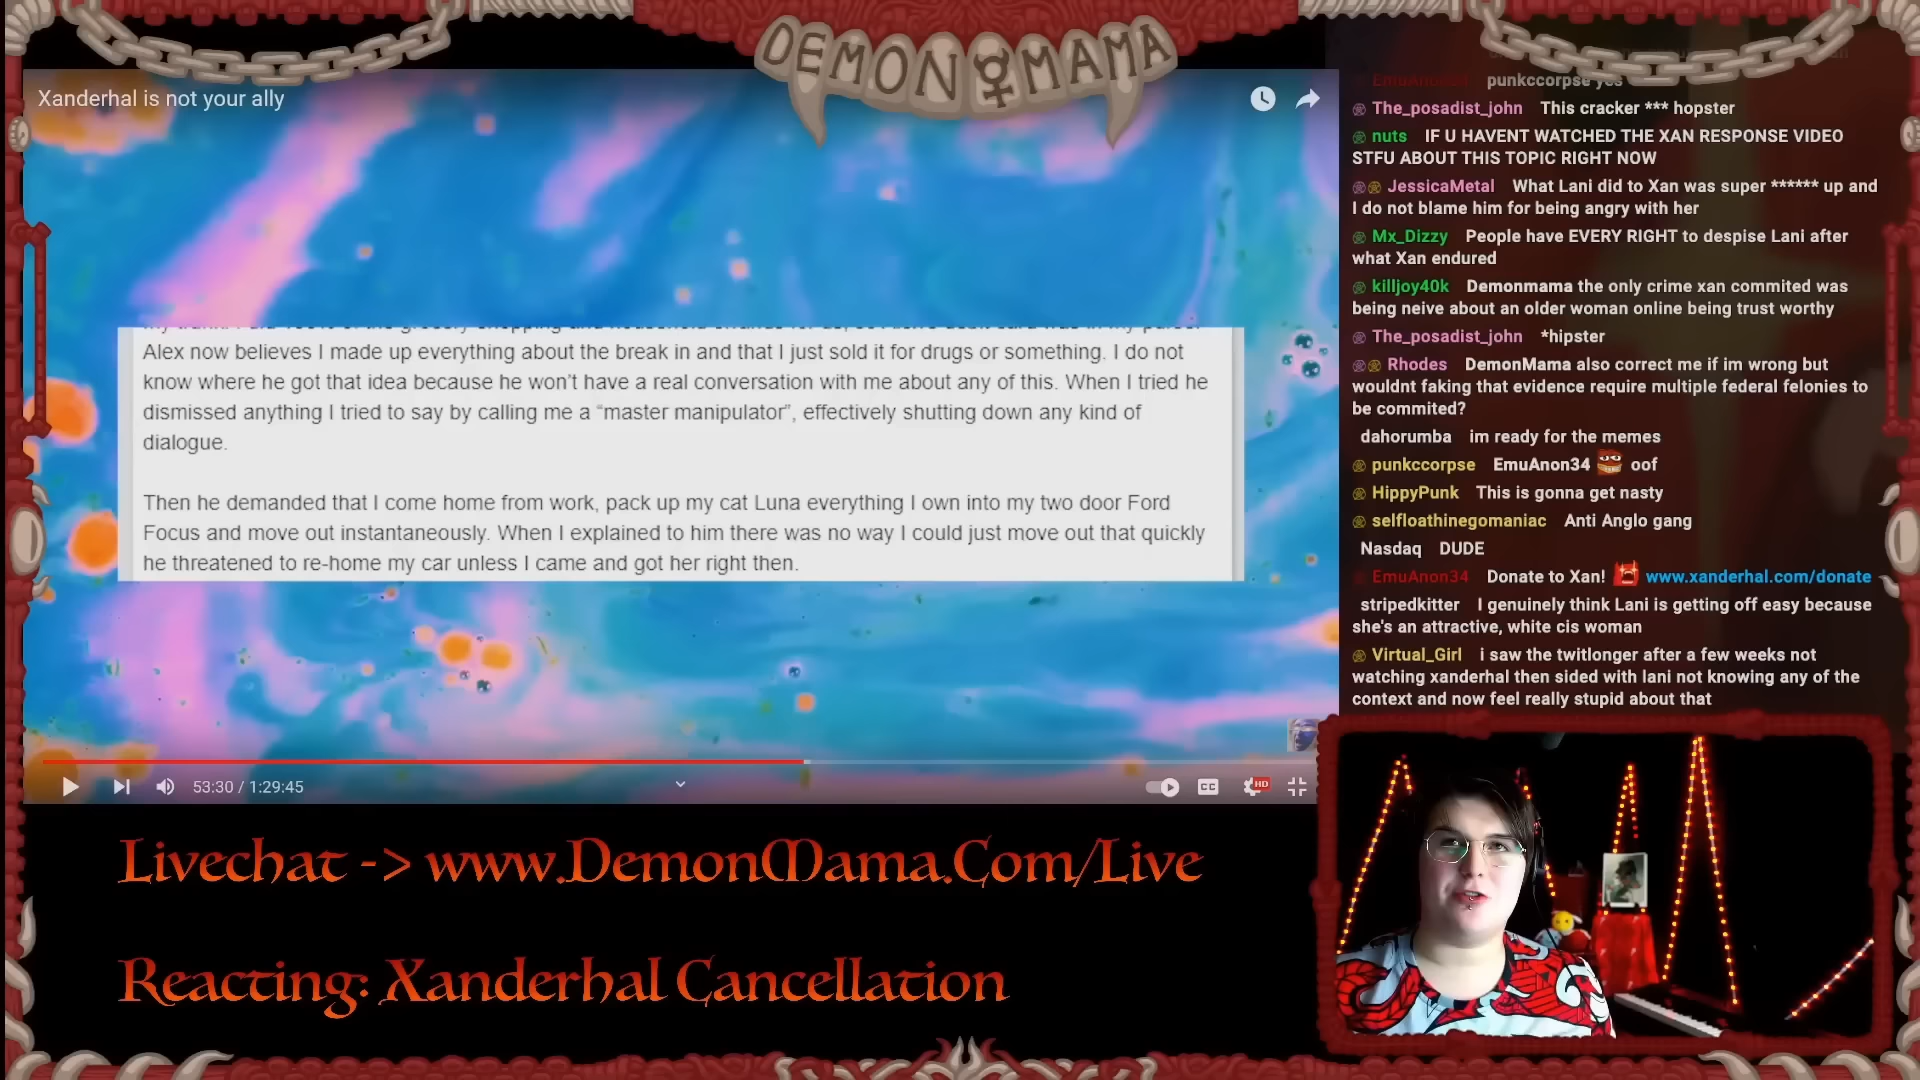 DEMON MAMA
Xanderhal is not your ally
Alex now believes I made up everything about the break in and that I just sold it for drugs or something. I do not
know where he got that idea because he won't have a real conversation with me about any of this. When I tried he
dismissed anything I tried to say by calling me a “master manipulator”, effectively shutting down any kind of
dialogue.
Then he demanded that I come home from work, pack up my cat Luna everything I own into my two door Ford
Focus and move out instantaneously. When I explained to him there was no way I could just move out that quickly
he threatened to re-home my car unless I came and got her right then.
53:30 / 1:29:45
CC
HD
Livechat -> www.DemonMama.Com/Live
Reacting: Xanderhal Cancellation
punkccorpse yes
The_posadist_john This cracker *** hopster
nuts IF U HAVENT WATCHED THE XAN RESPONSE VIDEO
STFU ABOUT THIS TOPIC RIGHT NOW
JessicaMetal What Lani did to Xan was super ****** up and
I do not blame him for being angry with her
Mx_Dizzy People have EVERY RIGHT to despise Lani after
what Xan endured
killjoy40k Demonmama the only crime xan commited was
being neive about an older woman online being trust worthy
The_posadist_john *hipster
Rhodes DemonMama also correct me if im wrong but
wouldnt faking that evidence require multiple federal felonies to
be commited?
dahorumba im ready for the memes
punkccorpse EmuAnon34 oof
HippyPunk This is gonna get nasty
selfloathinegomaniac Anti Anglo gang
Nasdaq DUDE
EmuAnon34 Donate to Xan! www.xanderhal.com/donate
stripedkitter I genuinely think Lani is getting off easy because
she's an attractive, white cis woman
Virtual_Girl i saw the twitlonger after a few weeks not
watching xanderhal then sided with lani not knowing any of the
context and now feel really stupid about that